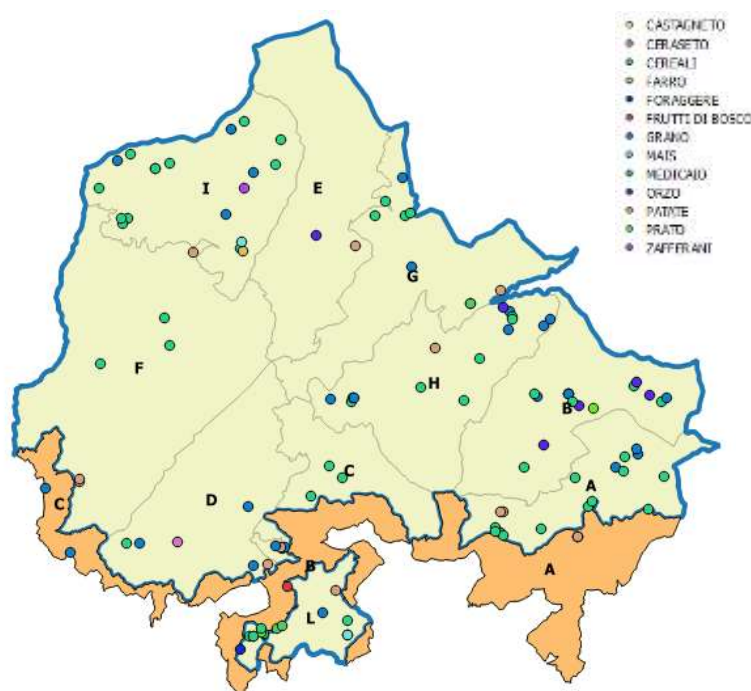 CASTAGNETO
CERASETO
CEREALI
FARRO
FORAGGERE
FRUTTI DI BOSCO
GRANO
MAIS
MEDICAIO
ORZO
PATATE
PRATO
ZAFFERANI
I
E
G
F
H
B
C
A
C
D
B
A
L